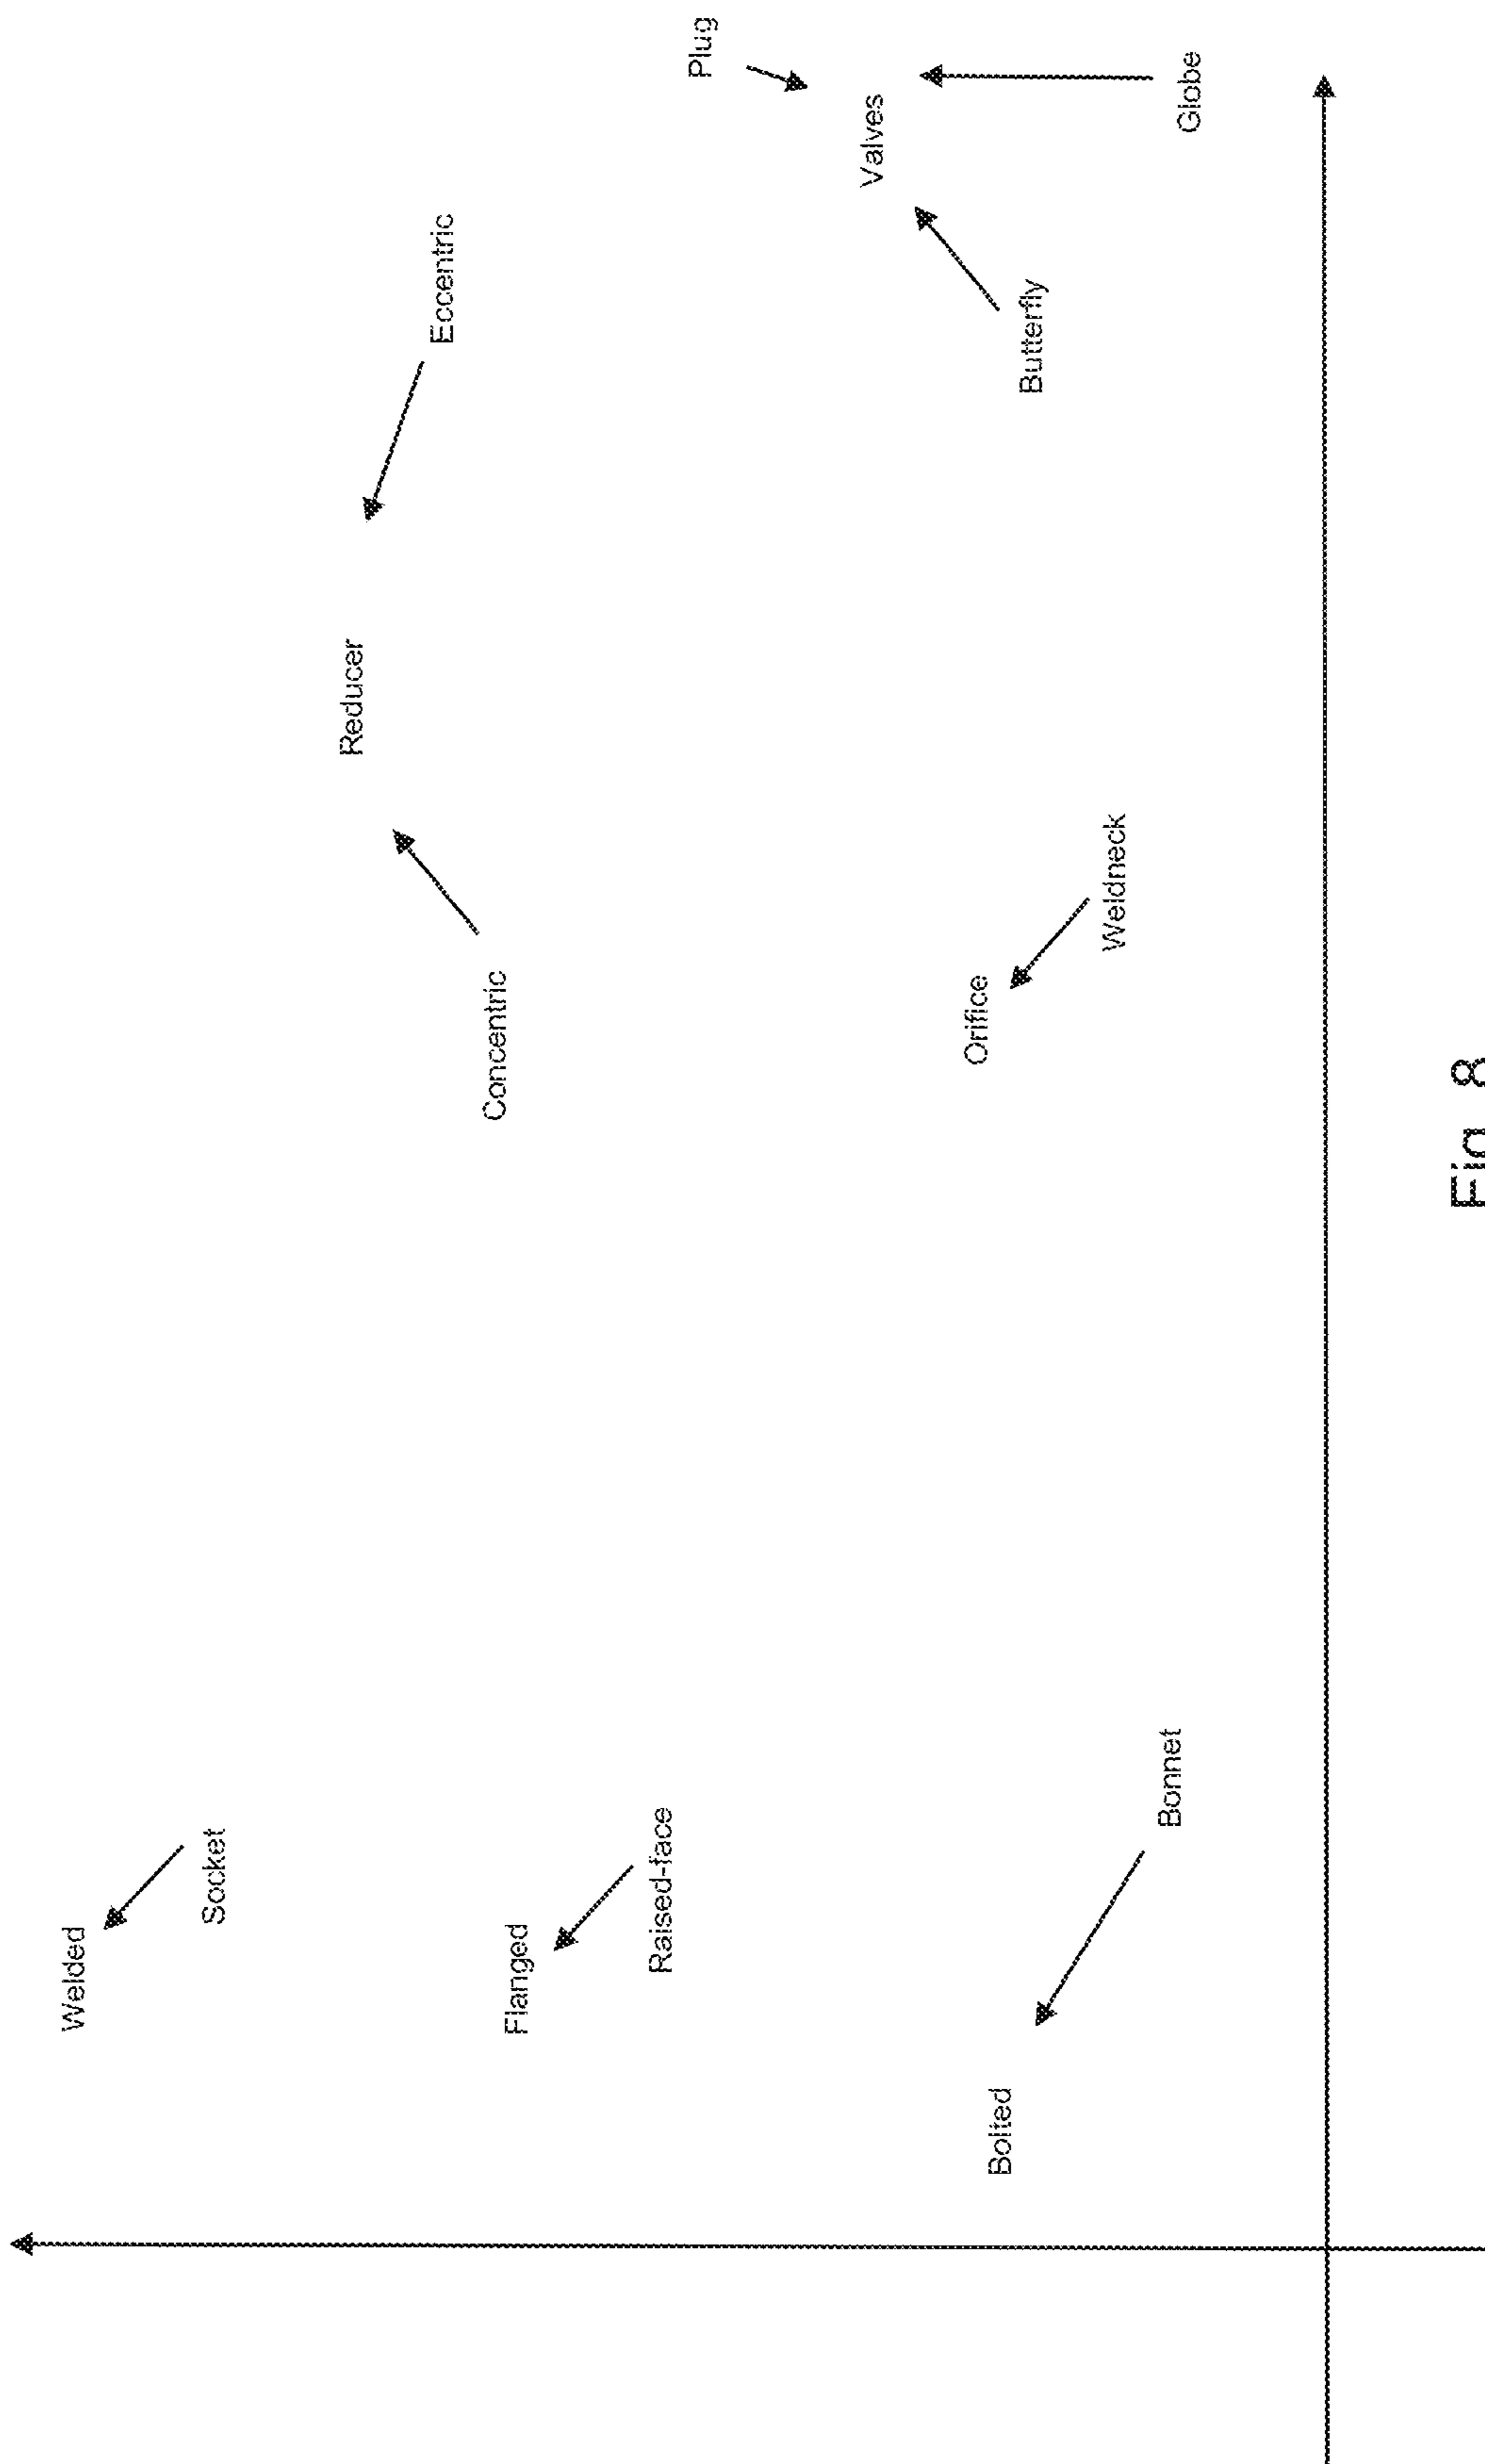 Welded
Socket
Reducer
Eccentric
Concentric
Flanged
Raised-face
Plug
Valves
Butterfly
Globe
Orifice
Weldneck
Bolted
Bonnet
Fig. 8